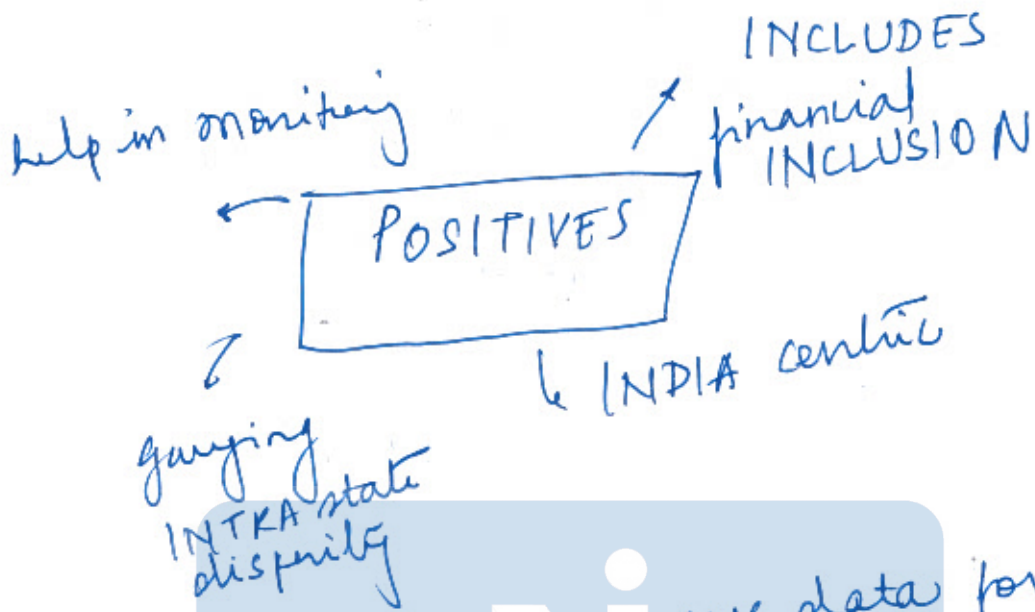 INCLUDES
financial
INCLUSION
help in monitoring
POSITIVES
INDIA centric
gauging
INTRA state
disparity
data for